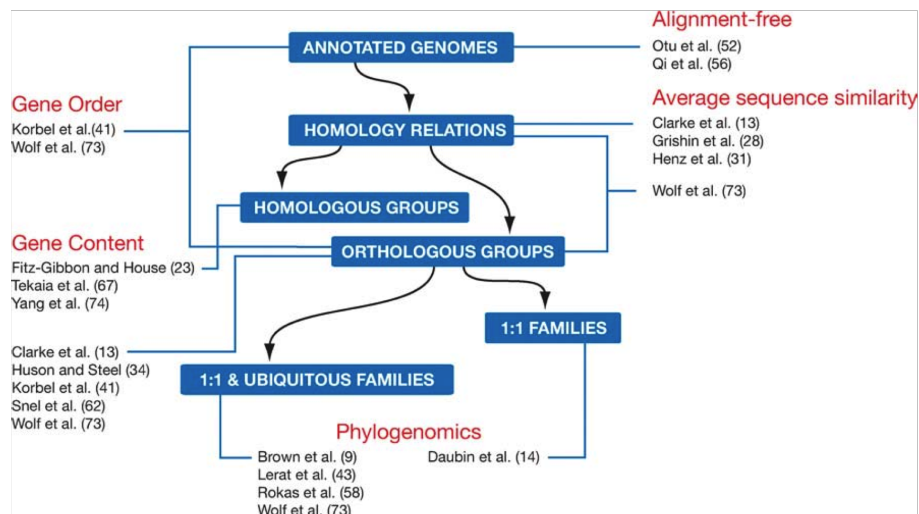 Alignment-free
ANNOTATED GENOMES
Otu et al. (52)
Qi et al. (56)
Gene Order
Korbel et al.(41)
Wolf et al. (73)
Average sequence similarity
HOMOLOGY RELATIONS
Clarke et al. (13)
Grishin et al. (28)
Henz et al. (31)
Wolf et al. (73)
HOMOLOGOUS GROUPS
Gene Content
Fitz-Gibbon and House (23)
Tekaia et al. (67)
Yang et al. (74)
ORTHOLOGOUS GROUPS
1:1 FAMILIES
Clarke et al. (13)
Huson and Steel (34)
Korbel et al. (41)
Snel et al. (62)
Wolf et al. (73)
1:1 & UBIQUITOUS FAMILIES
Phylogenomics
Brown et al. (9)
Lerat et al. (43)
Rokas et al. (58)
Wolf et al. (73)
Daubin et al. (14)